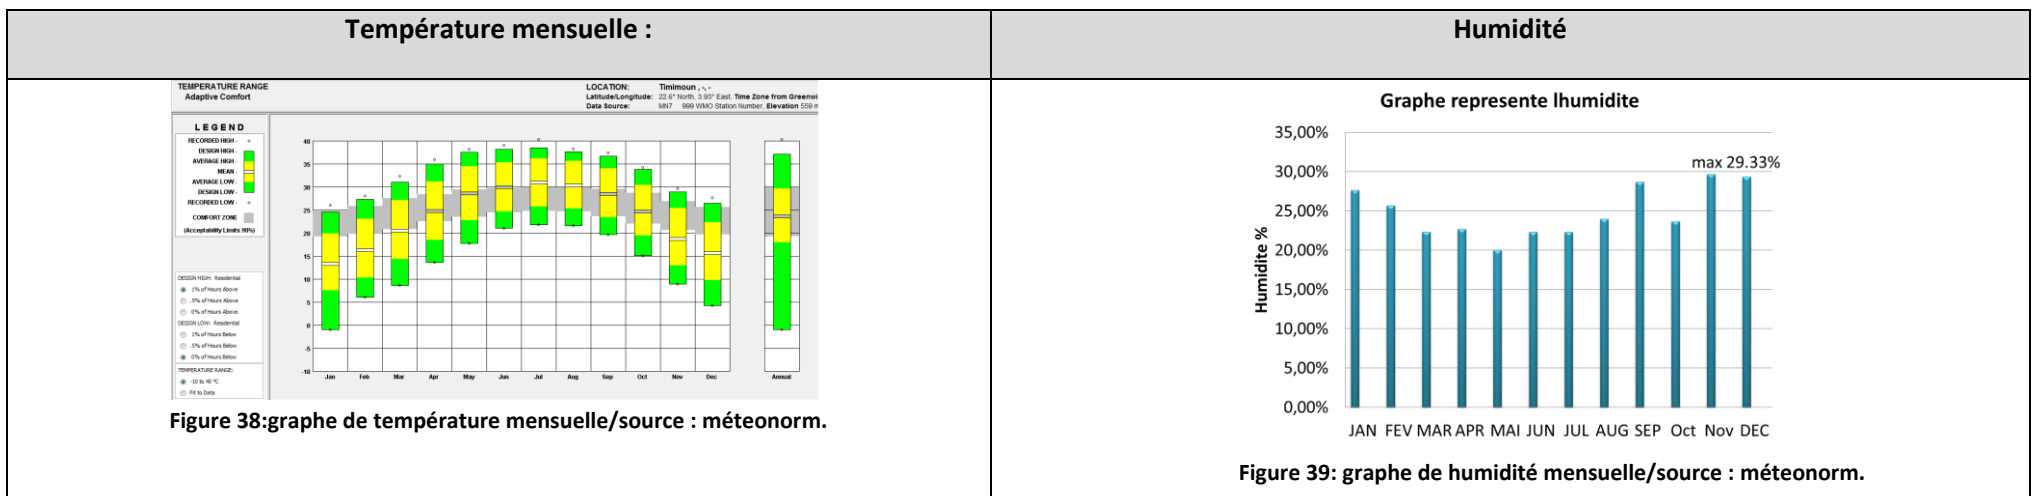 Température mensuelle :
Humidité
TEMPERATURE RANGE
Adaptive Comfort
LOCATION: Timimoun , -, -
Latitude/Longitude: 22.6° North, 3.93° East, Time Zone from Greenwi
Data Source: MN7 999 WMO Station Number, Elevation 559 m
LEGEND
RECORDED HIGH -
DESIGN HIGH -
AVERAGE HIGH -
MEAN -
AVERAGE LOW -
DESIGN LOW -
RECORDED LOW -
COMFORT ZONE
(Acceptability Limits 90%)
DESIGN HIGH: Residential
1% of Hours Above
.5% of Hours Above
0% of Hours Above
DESIGN LOW: Residential
1% of Hours Below
.5% of Hours Below
0% of Hours Below
TEMPERATURE RANGE:
-10 to 40 °C
Fit to Data
40
35
30
25
20
15
10
5
0
-5
-10
Jan Feb Mar Apr May Jun Jul Aug Sep Oct Nov Dec Annual
Figure 38:graphe de température mensuelle/source : méteonorm.
Graphe represente lhumidite
Humidite %
35,00%
30,00%
25,00%
20,00%
15,00%
10,00%
5,00%
0,00%
max 29.33%
JAN FEV MAR APR MAI JUN JUL AUG SEP Oct Nov DEC
Figure 39: graphe de humidité mensuelle/source : méteonorm.